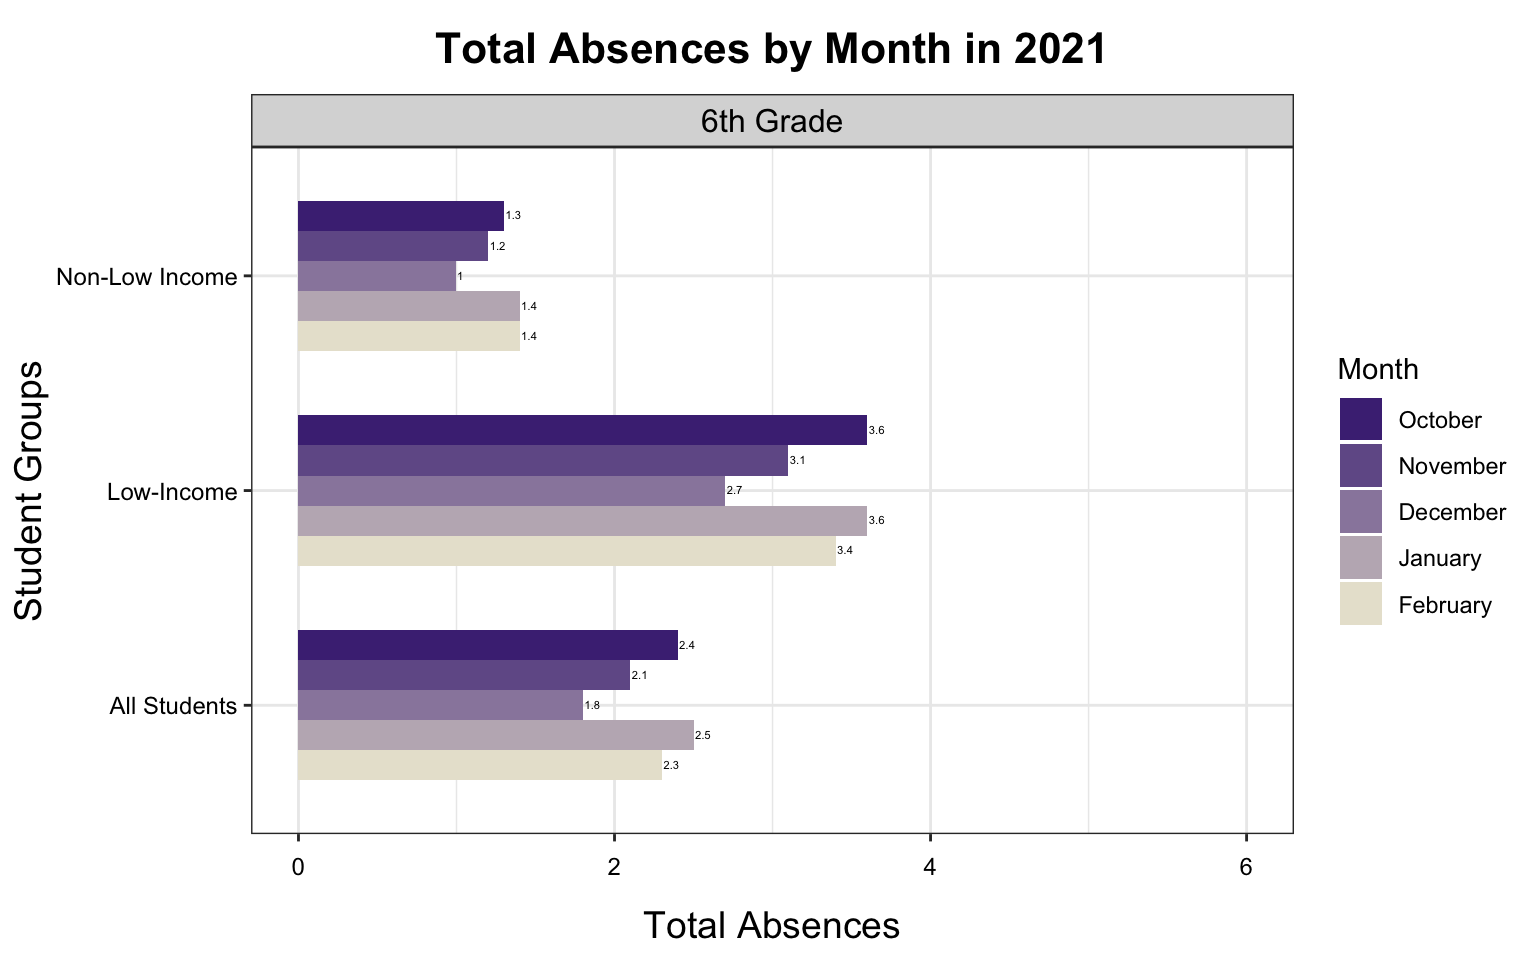 Total Absences by Month in 2021
6th Grade
Student Groups
Non-Low Income
1.3
1.2
1
1.4
1.4
Low-Income
3.6
3.1
2.7
3.6
3.4
All Students
2.4
2.1
1.8
2.5
2.3
0 2 4 6
Total Absences
Month
October
November
December
January
February